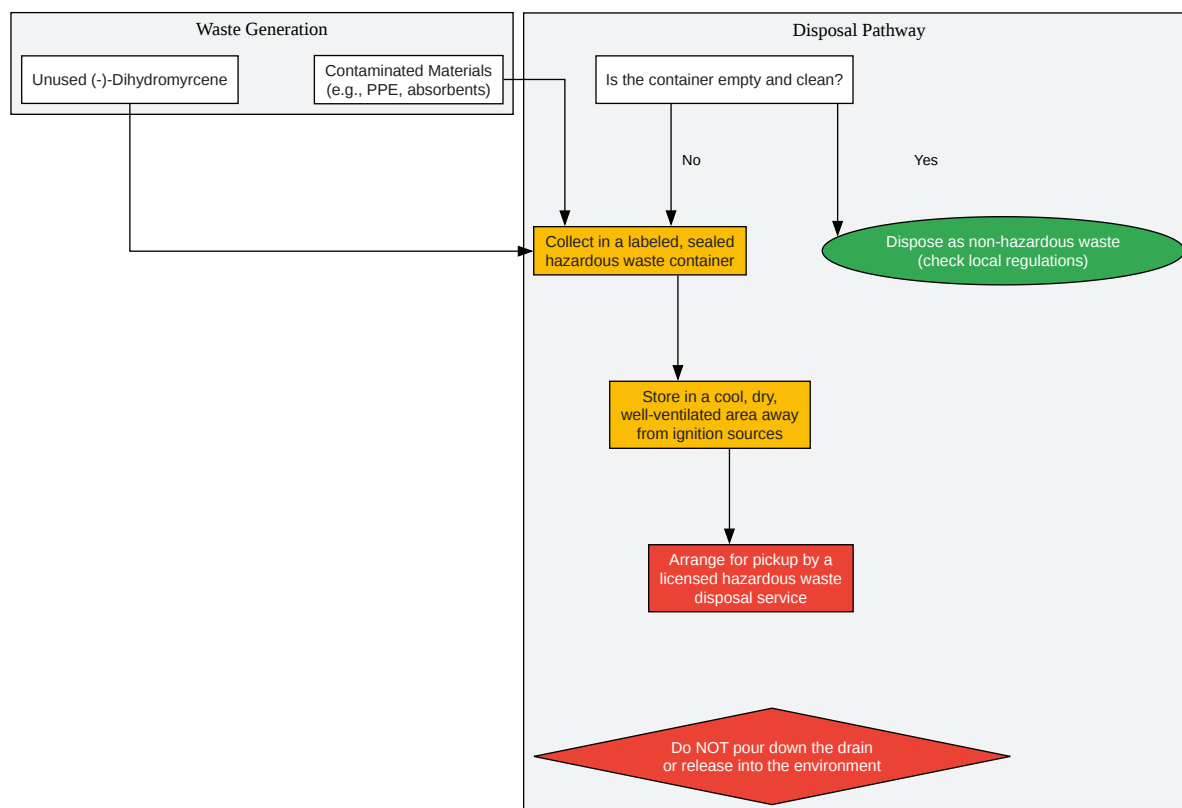 Waste Generation
Disposal Pathway
Unused (-)-Dihydromyrcene
Contaminated Materials
(e.g., PPE, absorbents)
Is the container empty and clean?
No
Yes
Collect in a labeled, sealed
hazardous waste container
Dispose as non-hazardous waste
(check local regulations)
Store in a cool, dry,
well-ventilated area away
from ignition sources
Arrange for pickup by a
licensed hazardous waste
disposal service
Do NOT pour down the drain
or release into the environment